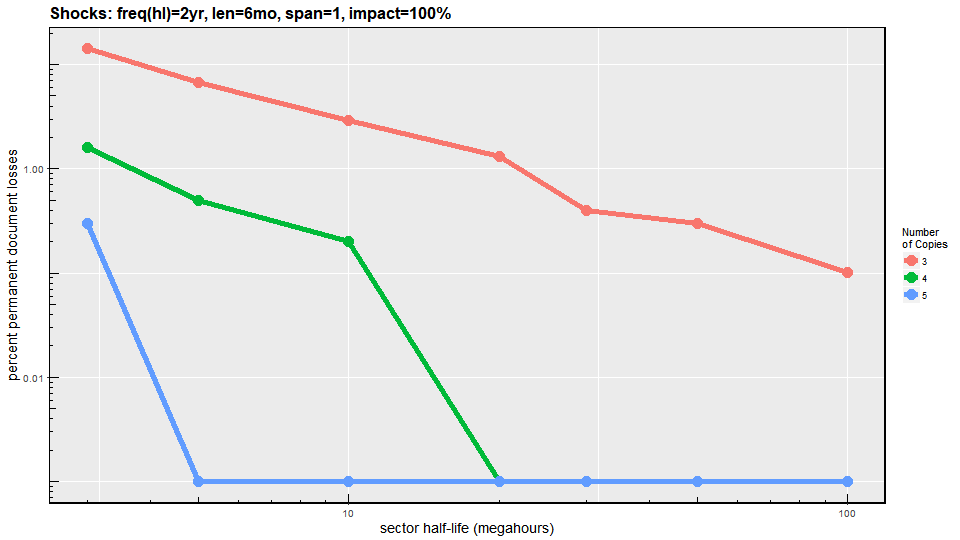 Shocks: freq(hl)=2yr, len=6mo, span=1, impact=100%
percent permanent document losses
1.00
0.01
10
100
sector half-life (megahours)
Number
of Copies
3
4
5